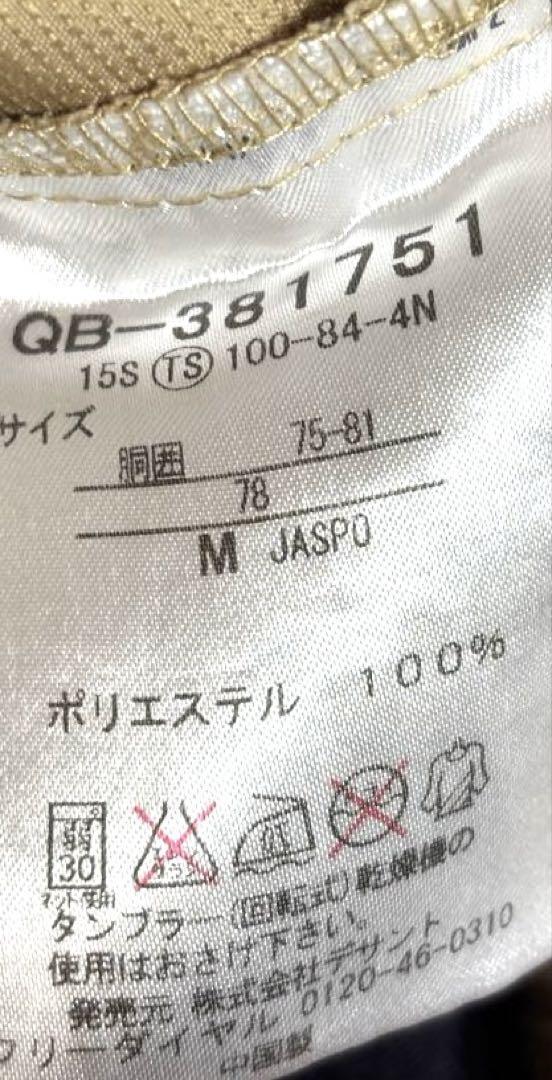 QB-381751
15S TS 100-84-4N
サイズ
胴囲 75-81
78
M JASPO
ポリエステル 100%
弱
30
ネット使用
タンブラー(回転式)乾燥機の
使用はおさけ下さい。
発売元 株式会社デサント
フリーダイヤル 0120-46-0310
中国製